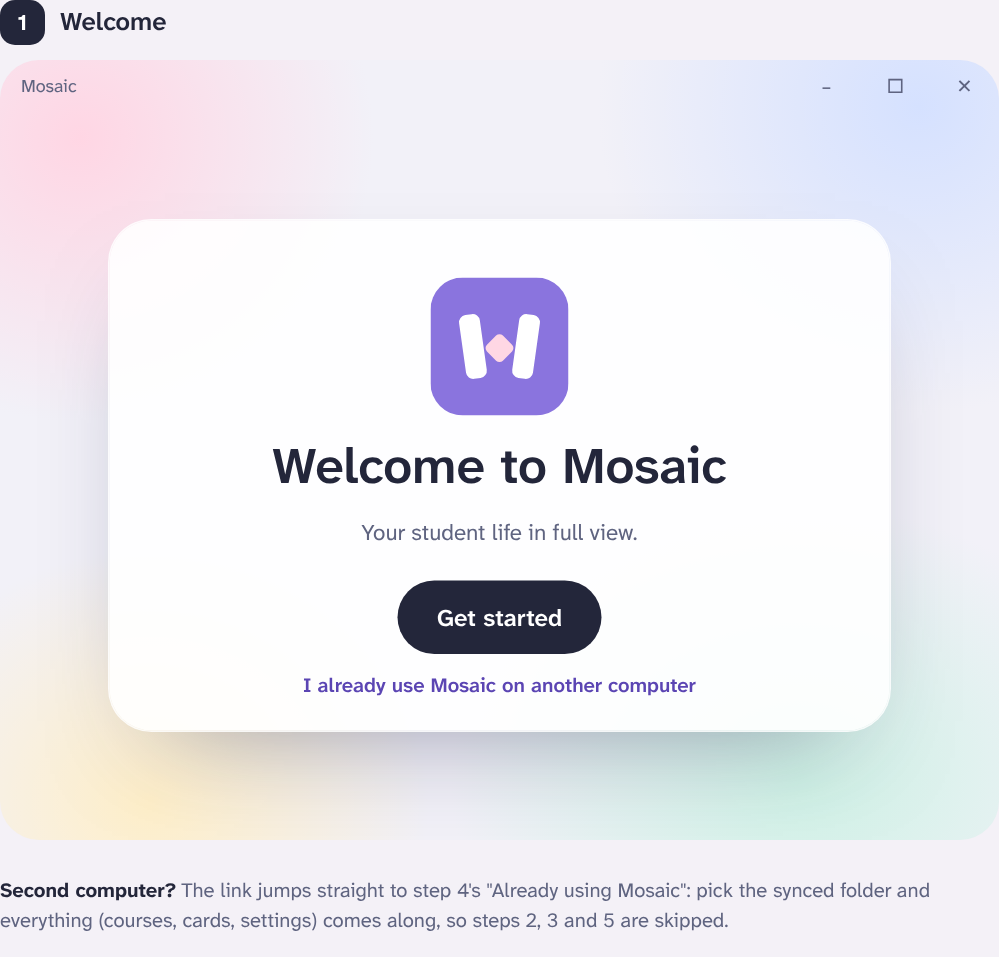 1 Welcome
Mosaic
Welcome to Mosaic
Your student life in full view.
Get started
I already use Mosaic on another computer
Second computer? The link jumps straight to step 4's "Already using Mosaic": pick the synced folder and
everything (courses, cards, settings) comes along, so steps 2, 3 and 5 are skipped.